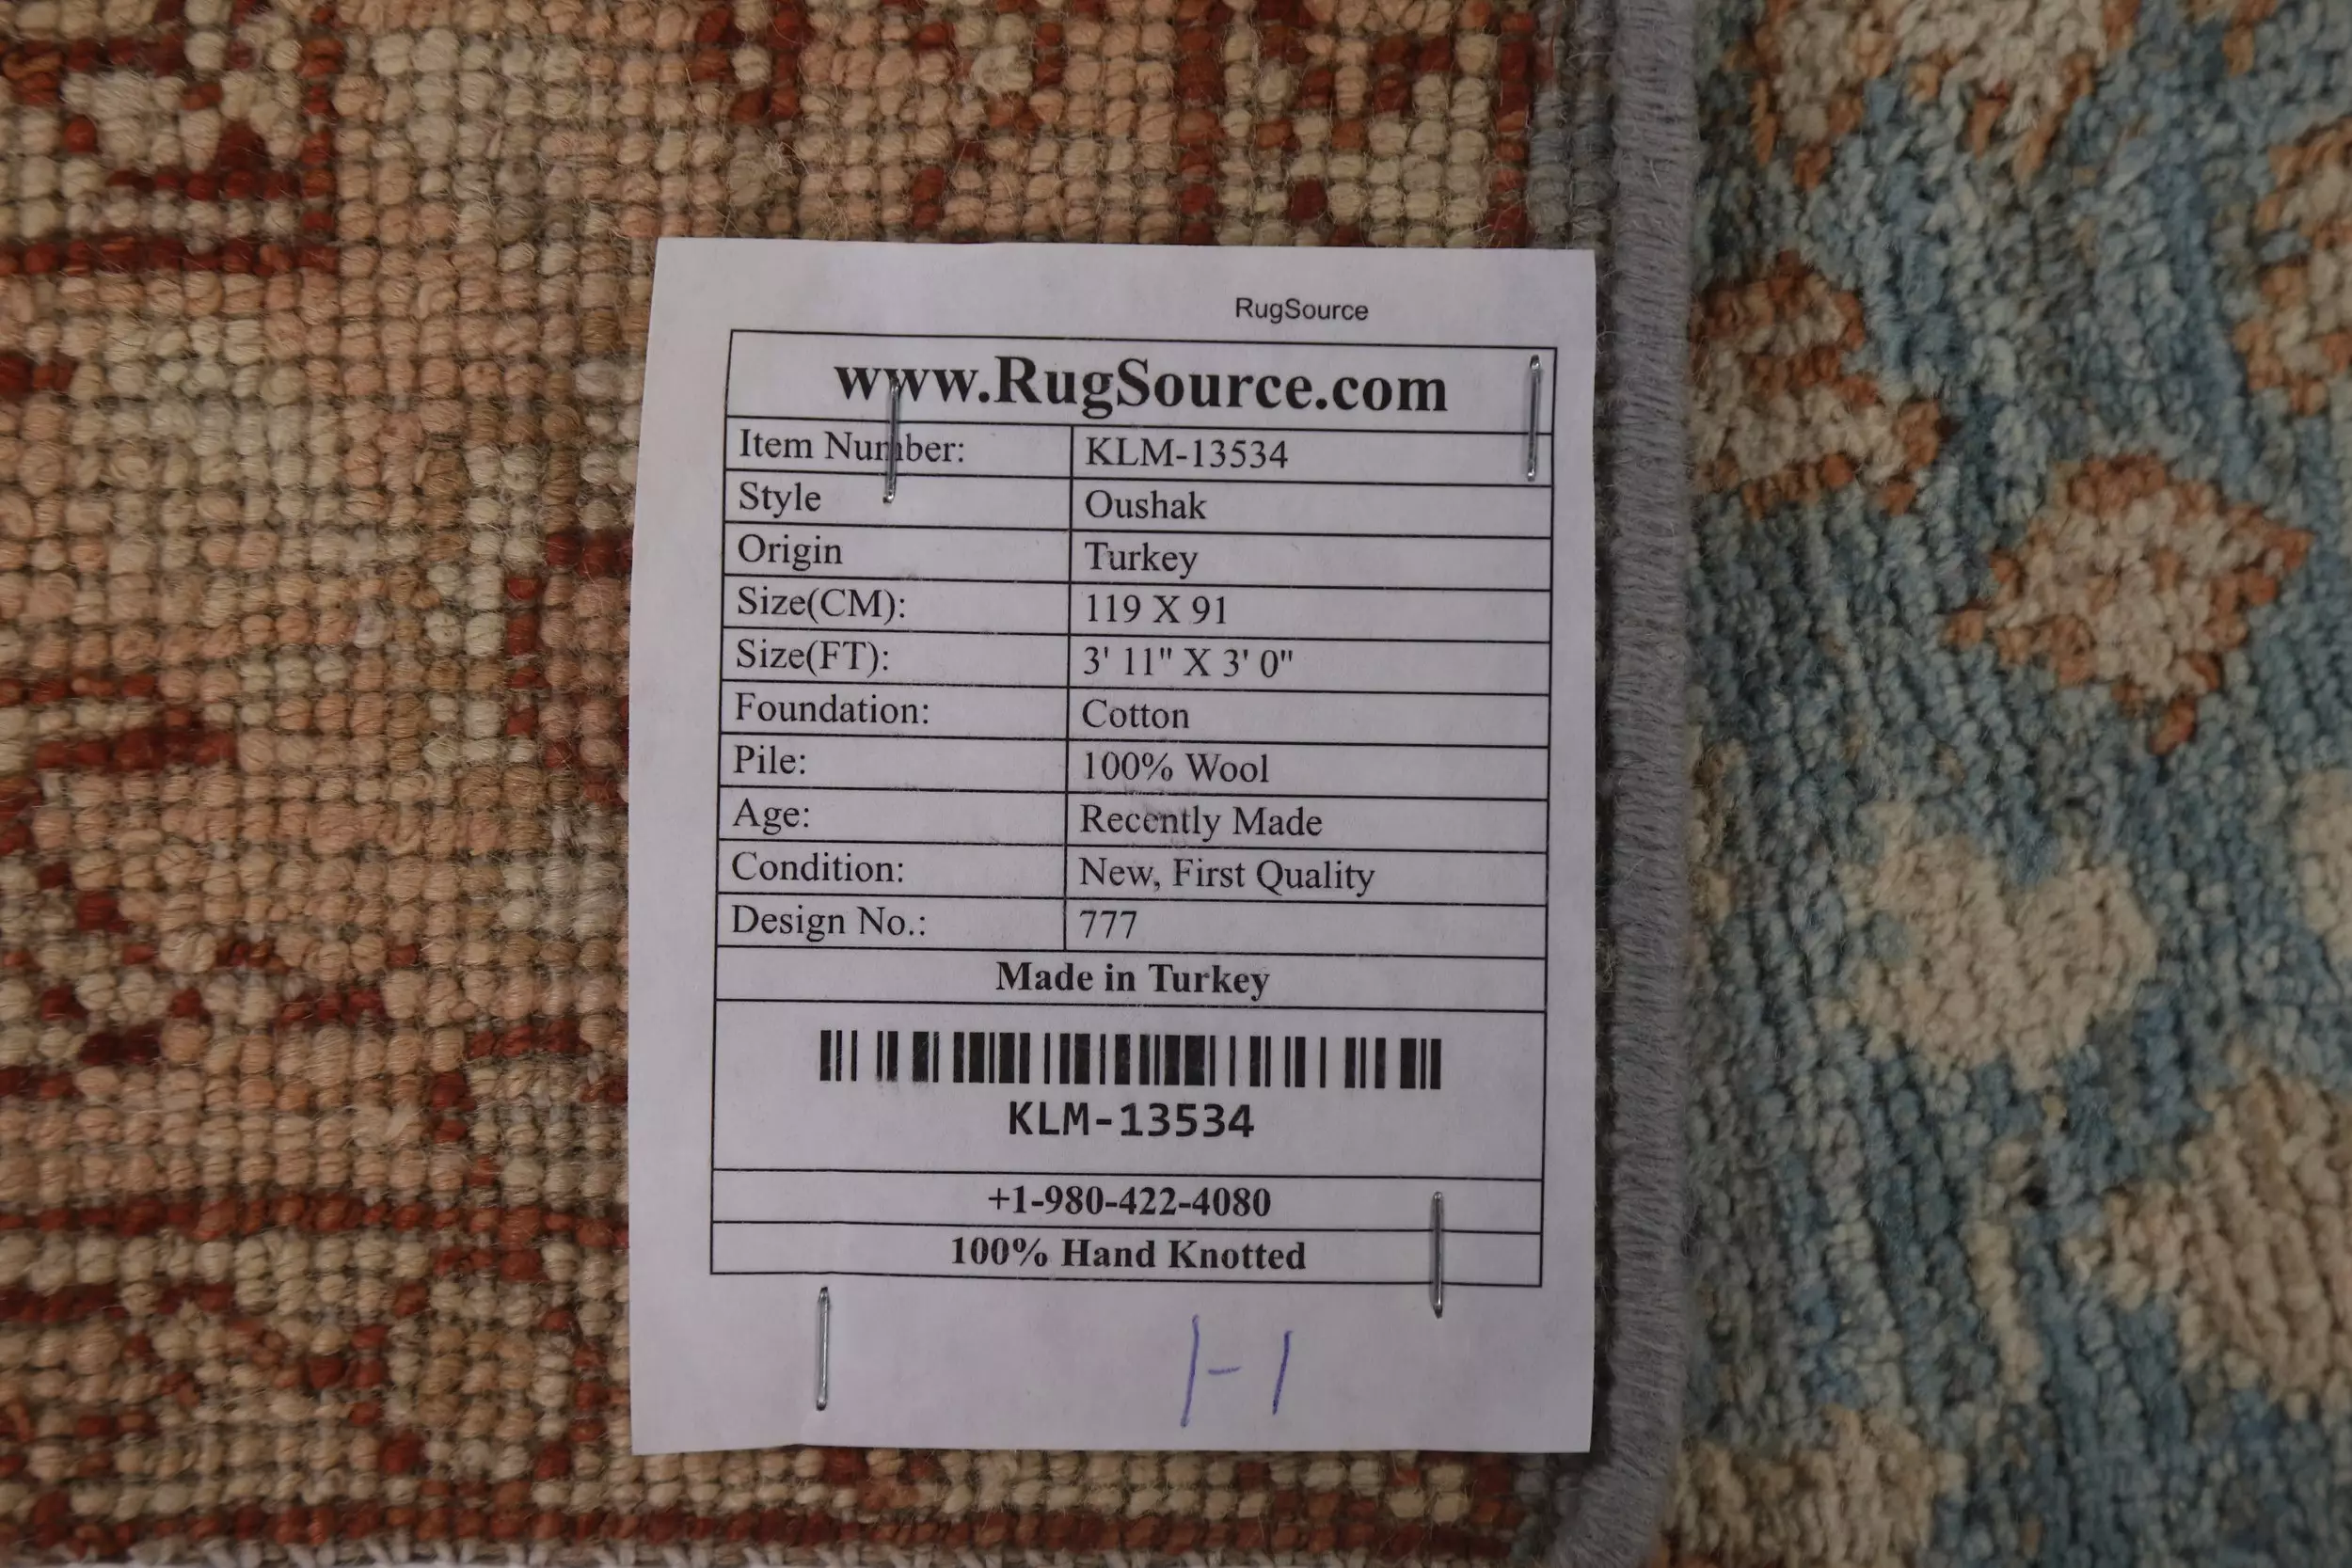 RugSource
www.RugSource.com
Item Number: KLM-13534
Style Oushak
Origin Turkey
Size(CM): 119 X 91
Size(FT): 3' 11" X 3' 0"
Foundation: Cotton
Pile: 100% Wool
Age: Recently Made
Condition: New, First Quality
Design No.: 777
Made in Turkey
KLM-13534
+1-980-422-4080
100% Hand Knotted
1-1